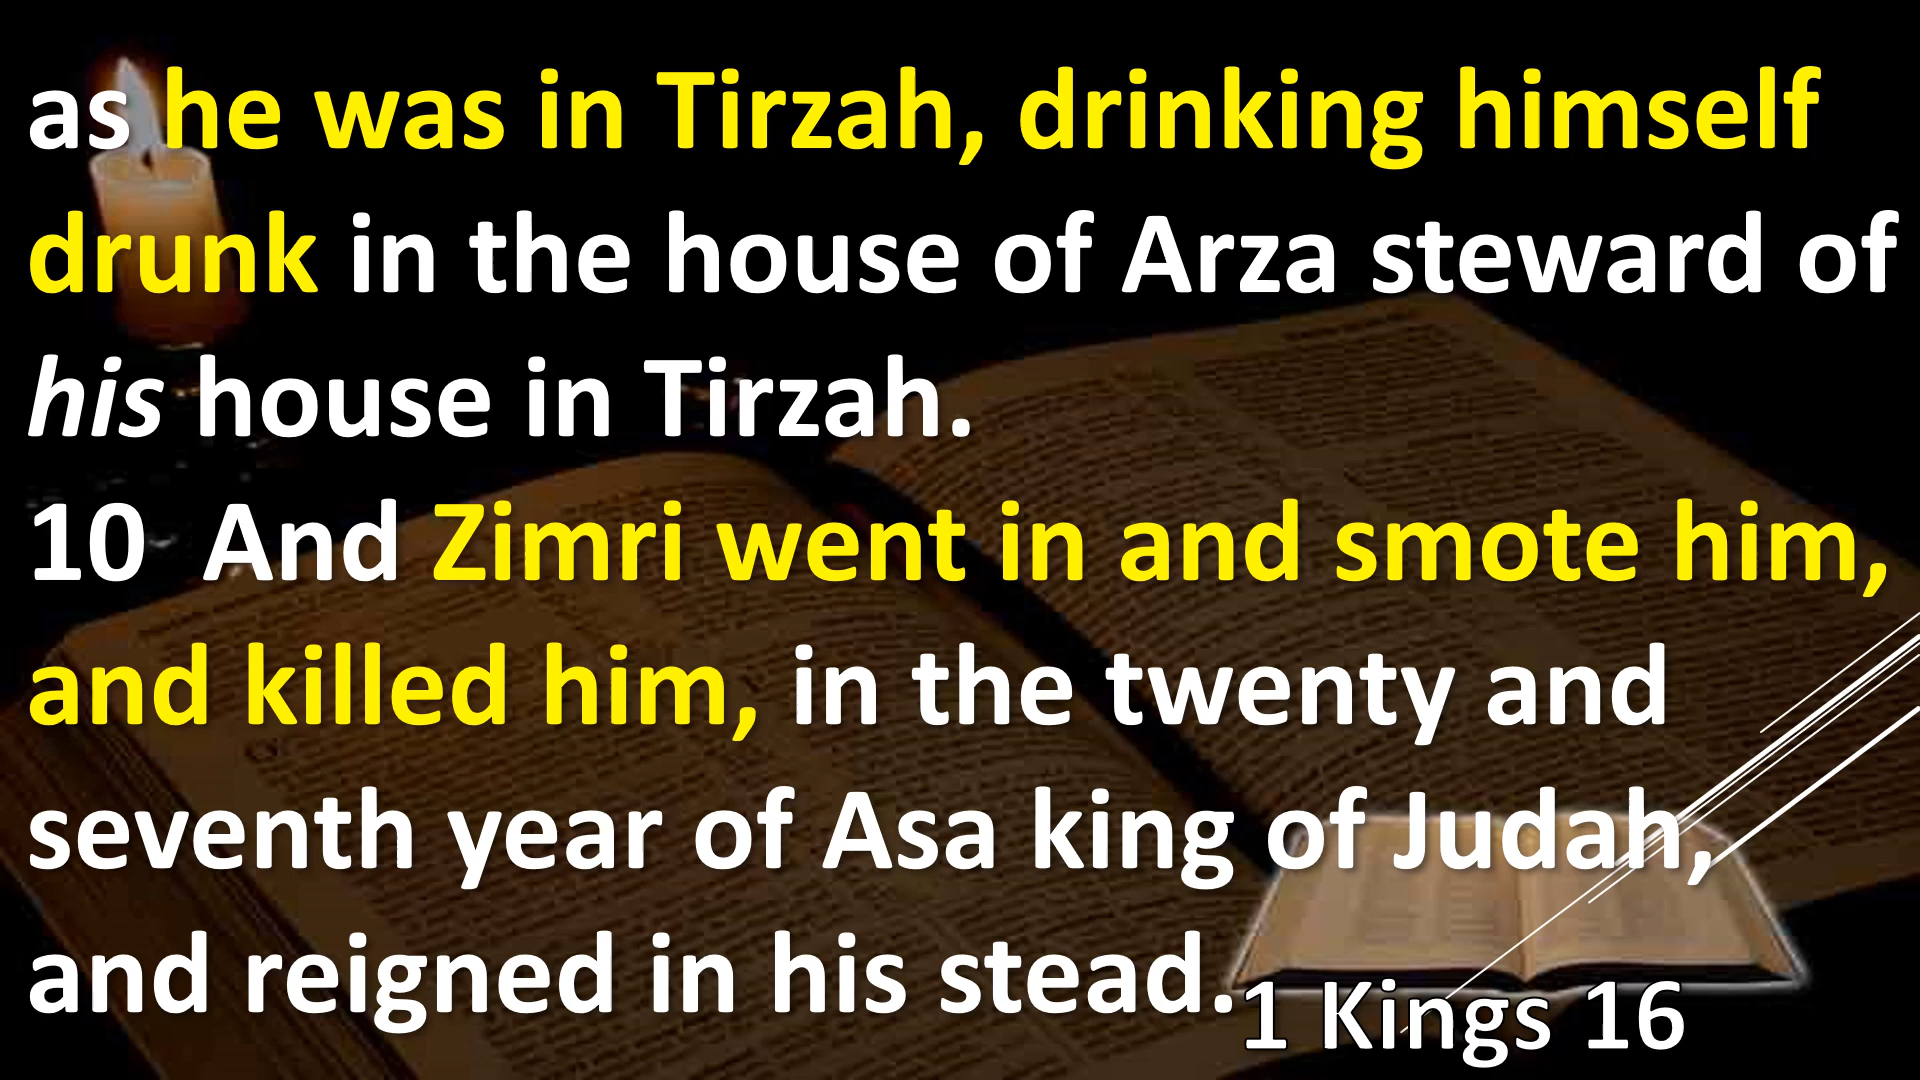 as he was in Tirzah, drinking himself
drunk in the house of Arza steward of
his house in Tirzah.
10  And Zimri went in and smote him,
and killed him, in the twenty and
seventh year of Asa king of Judah,
and reigned in his stead.
1 Kings 16